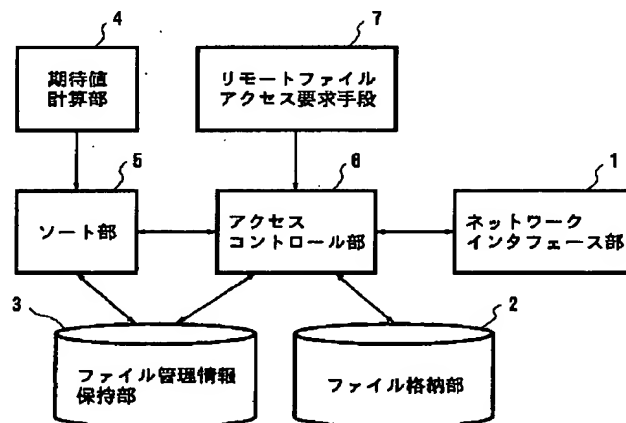 4
期待値
計算部
7
リモートファイル
アクセス要求手段
5
ソート部
6
アクセス
コントロール部
1
ネットワーク
インタフェース部
3
ファイル管理情報
保持部
2
ファイル格納部